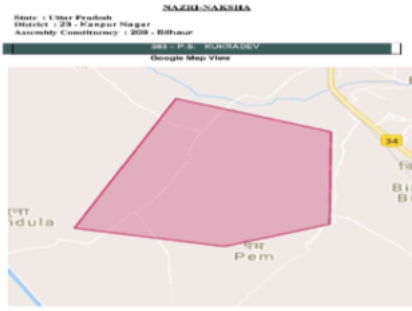 NAZRI-NAKSHA
State : Uttar Pradesh
District : 29 - Kanpur Nagar
Assembly Constituency : 209 - Bilhaur
383 - P.S. KUKRADEV
Google Map View
34
ndula
पेम
Pem
Bi
B